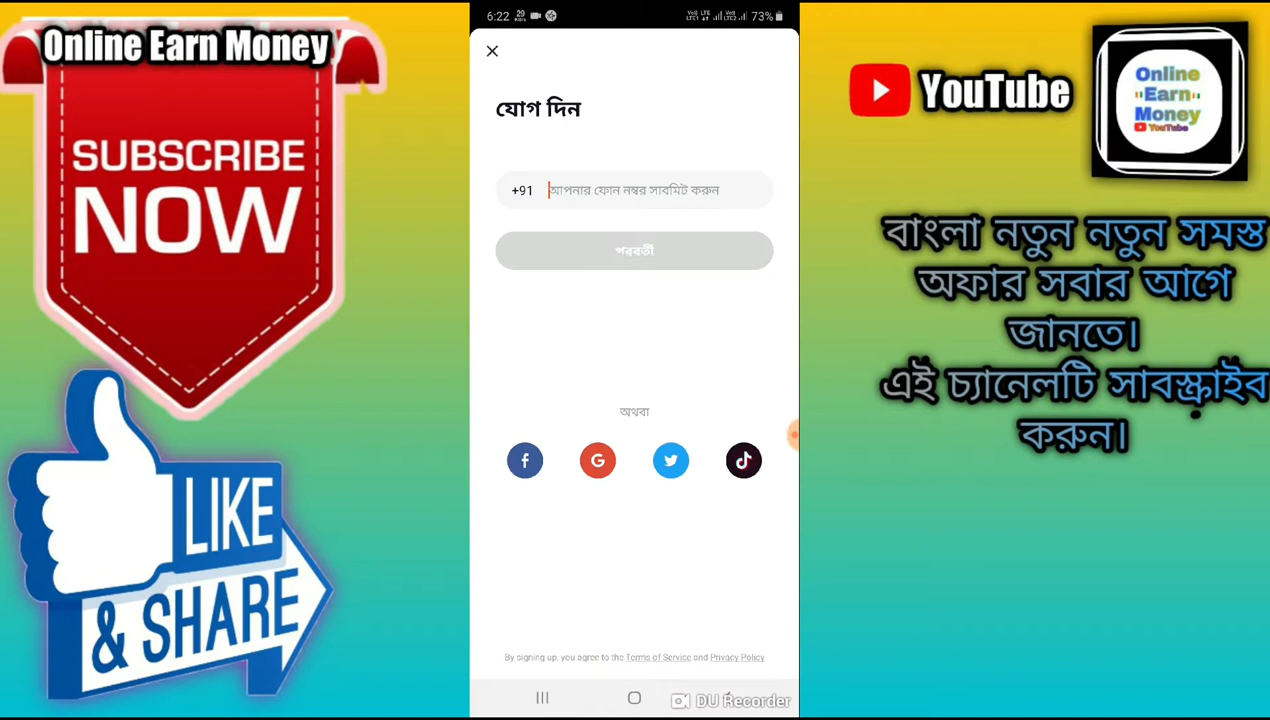 Online Earn Money
SUBSCRIBE
NOW
LIKE
& SHARE
6:22
73%
যোগ দিন
+91 আপনার ফোন নম্বর সাবমিট করুন
পরবর্তী
অথবা
By signing up, you agree to the Terms of Service and Privacy Policy
DU Recorder
YouTube
Online
Earn
Money
YouTube
বাংলা নতুন নতুন সমস্ত
অফার সবার আগে
জানতে।
এই চ্যানেলটি সাবস্ক্রাইব
করুন।